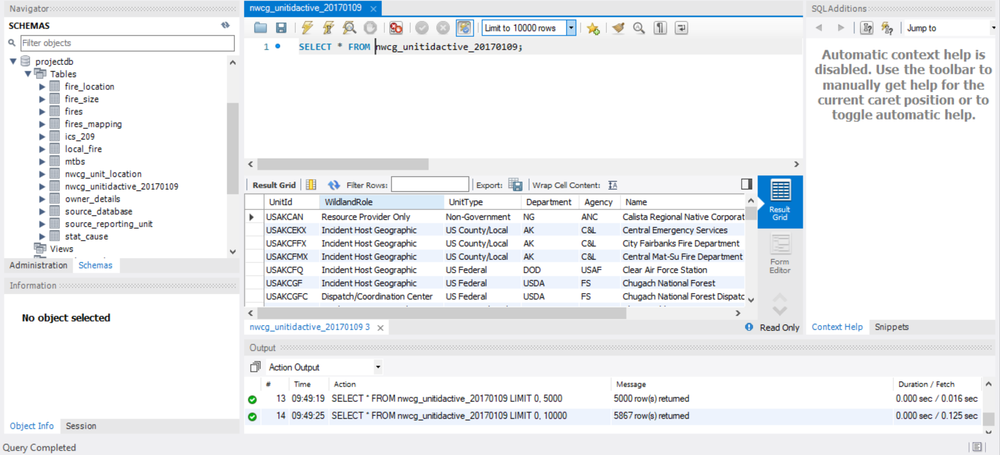 Navigator
SCHEMAS
Filter objects
projectdb
Tables
fire_location
fire_size
fires
fires_mapping
ics_209
local_fire
mtbs
nwcg_unit_location
nwcg_unitidactive_20170109
owner_details
source_database
source_reporting_unit
stat_cause
Views
Administration Schemas
Information
No object selected
Object Info Session
Query Completed
nwcg_unitidactive_20170109
Limit to 10000 rows
1 SELECT * FROM nwcg_unitidactive_20170109;
Result Grid Filter Rows: Export: Wrap Cell Content:
UnitId WildlandRole UnitType Department Agency Name
USAKCAN Resource Provider Only Non-Government NG ANC Calista Regional Native Corporat
USAKCEKX Incident Host Geographic US County/Local AK C&L Central Emergency Services
USAKCFFX Incident Host Geographic US County/Local AK C&L City Fairbanks Fire Department
USAKCFMX Incident Host Geographic US County/Local AK C&L Central Mat-Su Fire Department
USAKCFQ Incident Host Geographic US Federal DOD USAF Clear Air Force Station
USAKCGF Incident Host Geographic US Federal USDA FS Chugach National Forest
USAKCGFC Dispatch/Coordination Center US Federal USDA FS Chugach National Forest Dispatc
Result
Grid
Form
Editor
nwcg_unitidactive_20170109 3
Read Only
SQLAdditions
Jump to
Automatic context help is
disabled. Use the toolbar to
manually get help for the
current caret position or to
toggle automatic help.
Context Help Snippets
Output
Action Output
# Time Action Message Duration / Fetch
13 09:49:19 SELECT * FROM nwcg_unitidactive_20170109 LIMIT 0, 5000 5000 row(s) returned 0.000 sec / 0.016 sec
14 09:49:25 SELECT * FROM nwcg_unitidactive_20170109 LIMIT 0, 10000 5867 row(s) returned 0.000 sec / 0.125 sec